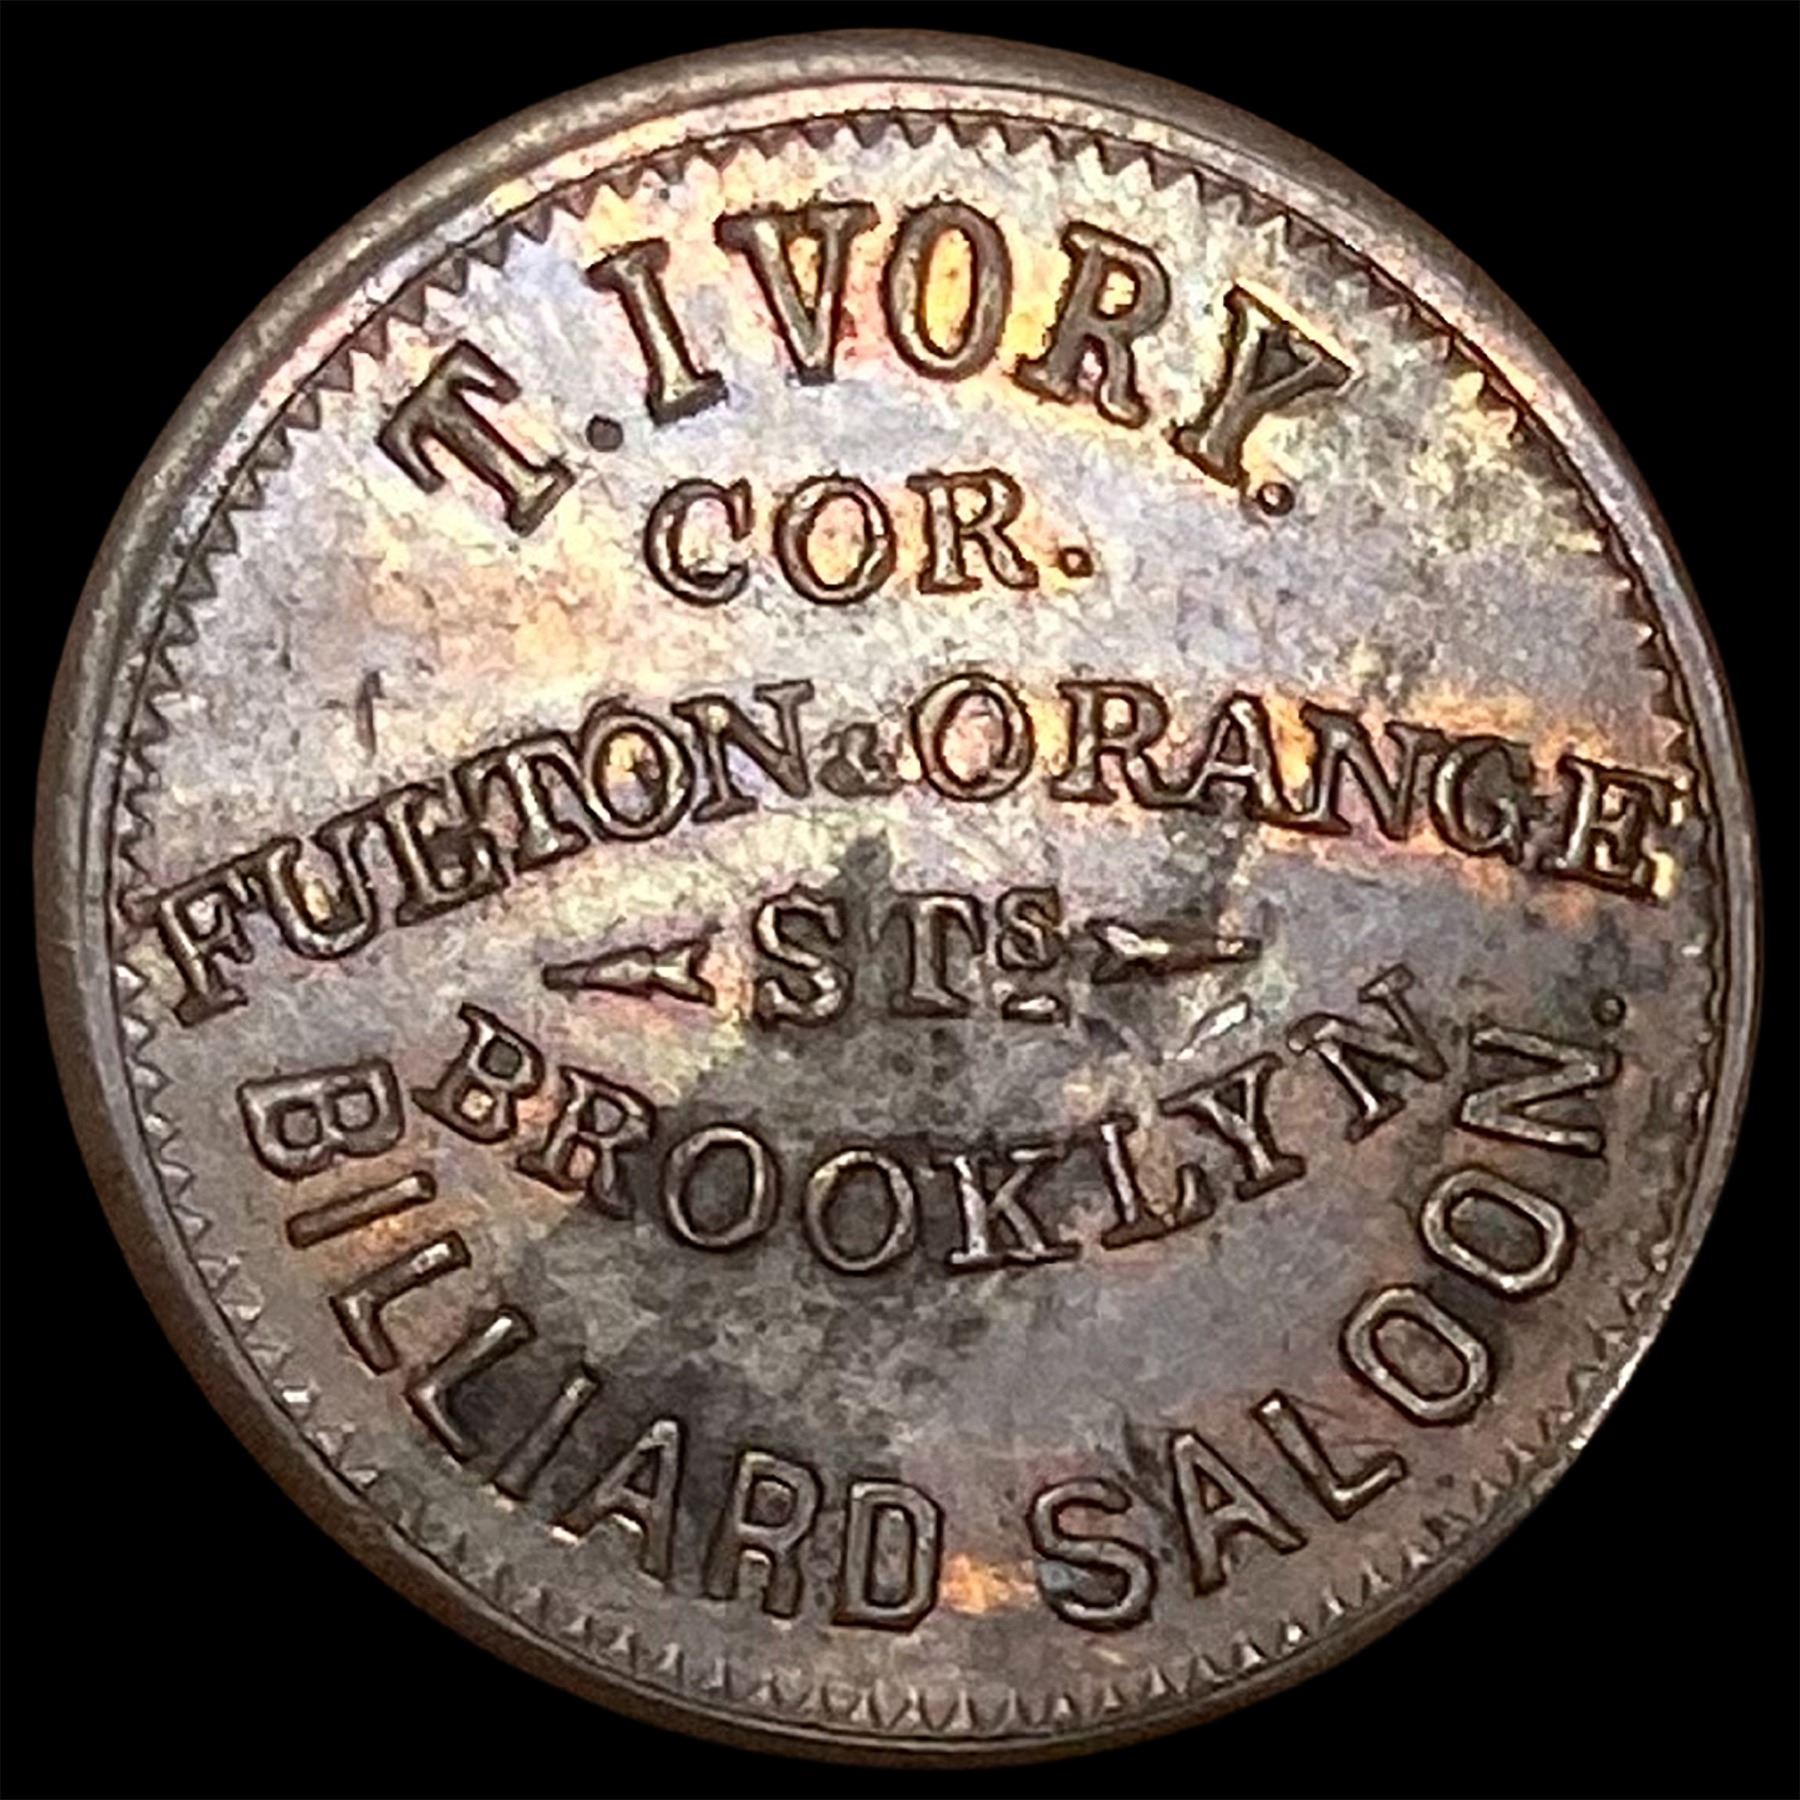 T. IVORY.
COR.
FULTON & ORANGE
STS
BROOKLYN
BILLIARD SALOON.